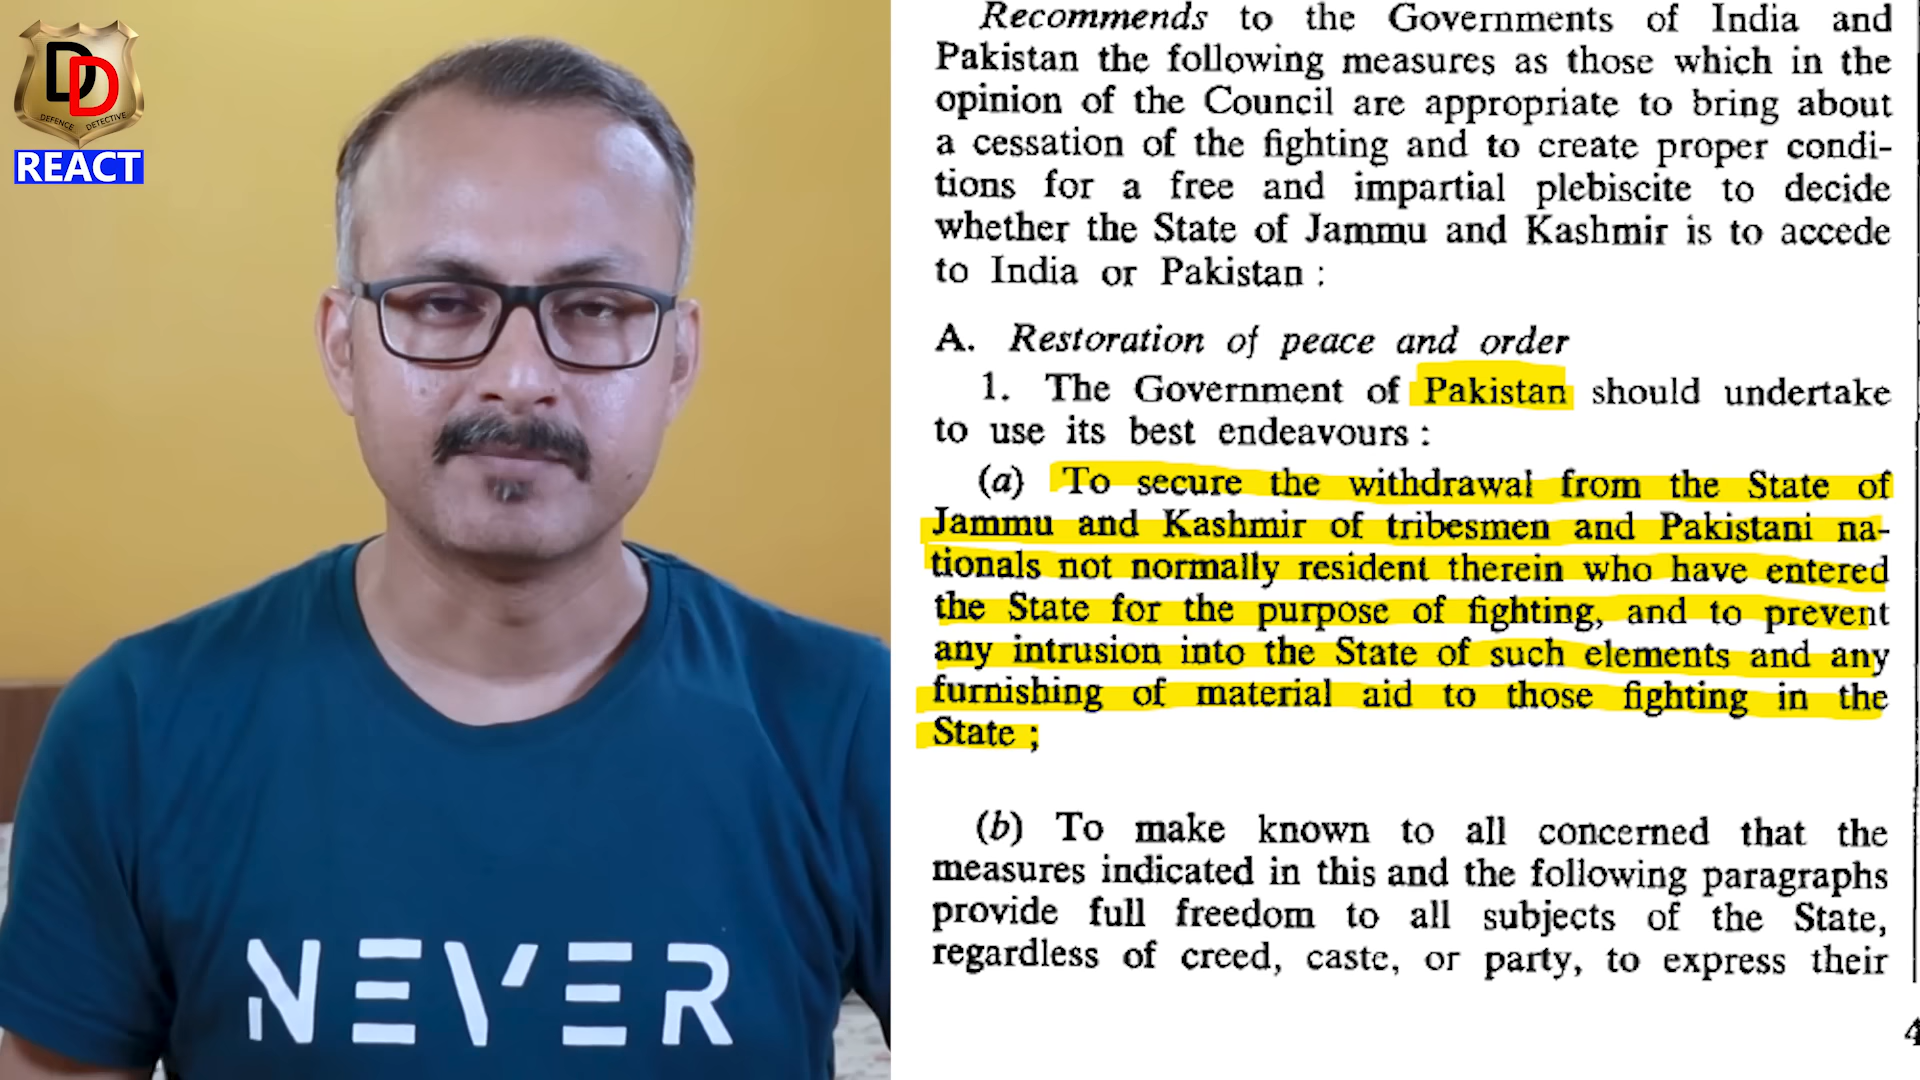 DD
DEFENCE DETECTIVE
REACT
NEVER
Recommends to the Governments of India and
Pakistan the following measures as those which in the
opinion of the Council are appropriate to bring about
a cessation of the fighting and to create proper condi-
tions for a free and impartial plebiscite to decide
whether the State of Jammu and Kashmir is to accede
to India or Pakistan :
A. Restoration of peace and order
1. The Government of Pakistan should undertake
to use its best endeavours :
(a) To secure the withdrawal from the State of
Jammu and Kashmir of tribesmen and Pakistani na-
tionals not normally resident therein who have entered
the State for the purpose of fighting, and to prevent
any intrusion into the State of such elements and any
furnishing of material aid to those fighting in the
State ;
(b) To make known to all concerned that the
measures indicated in this and the following paragraphs
provide full freedom to all subjects of the State,
regardless of creed, caste, or party, to express their
4